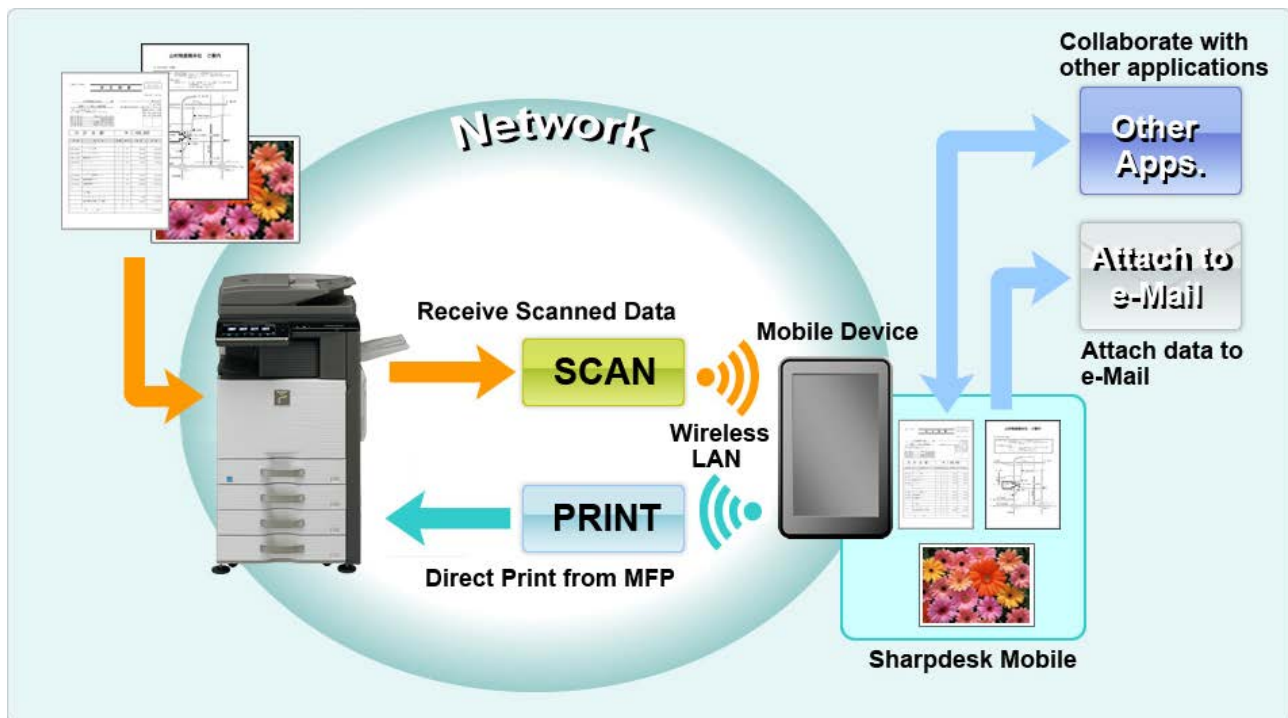 Collaborate with
other applications
Network
Other
Apps.
Attach to
e-Mail
Attach data to
e-Mail
Receive Scanned Data
SCAN
Mobile Device
Wireless
LAN
PRINT
Direct Print from MFP
Sharpdesk Mobile